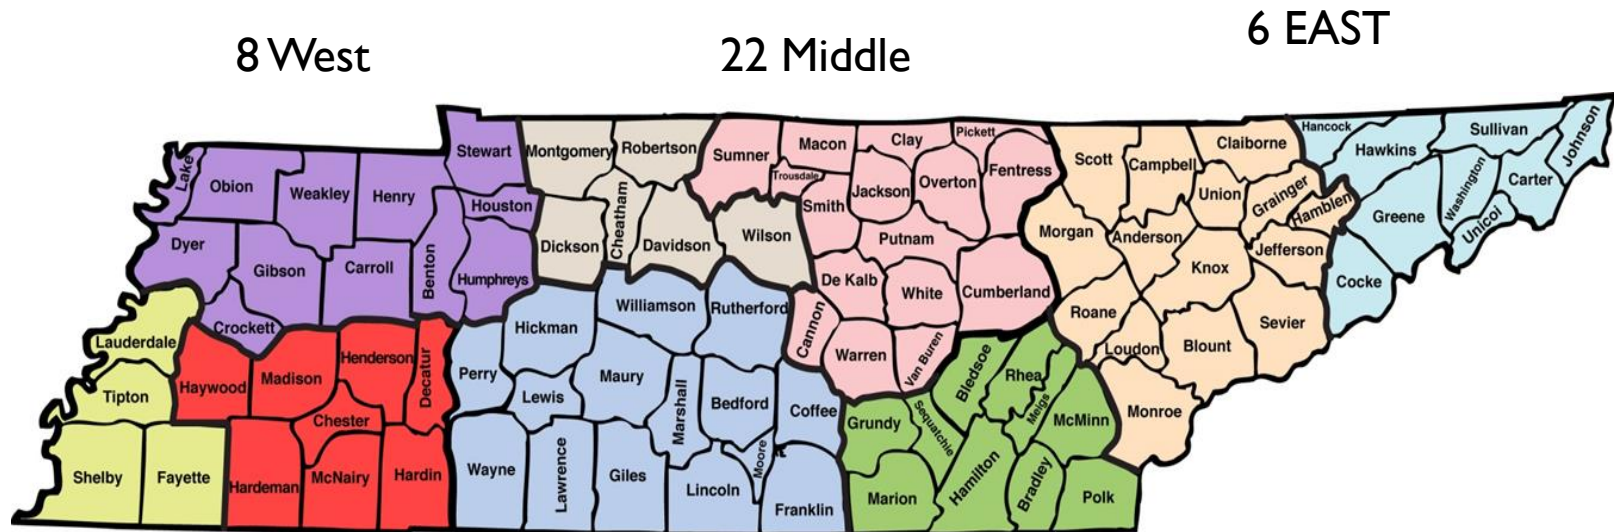 8 West
22 Middle
6 EAST
Lake
Obion
Weakley
Henry
Stewart
Houston
Dyer
Gibson
Carroll
Benton
Humphreys
Crockett
Lauderdale
Tipton
Shelby
Fayette
Haywood
Madison
Henderson
Decatur
Chester
Hardeman
McNairy
Hardin
Montgomery
Robertson
Dickson
Cheatham
Davidson
Wilson
Hickman
Williamson
Rutherford
Perry
Lewis
Maury
Marshall
Bedford
Coffee
Wayne
Lawrence
Giles
Lincoln
Moore
Franklin
Sumner
Macon
Trousdale
Clay
Pickett
Fentress
Smith
Jackson
Overton
Putnam
De Kalb
White
Cumberland
Cannon
Warren
Van Buren
Grundy
Sequatchie
Bledsoe
Rhea
Meigs
McMinn
Marion
Hamilton
Bradley
Polk
Scott
Campbell
Claiborne
Union
Grainger
Hamblen
Morgan
Anderson
Knox
Jefferson
Roane
Loudon
Blount
Sevier
Monroe
Hancock
Hawkins
Sullivan
Johnson
Washington
Carter
Greene
Unicoi
Cocke